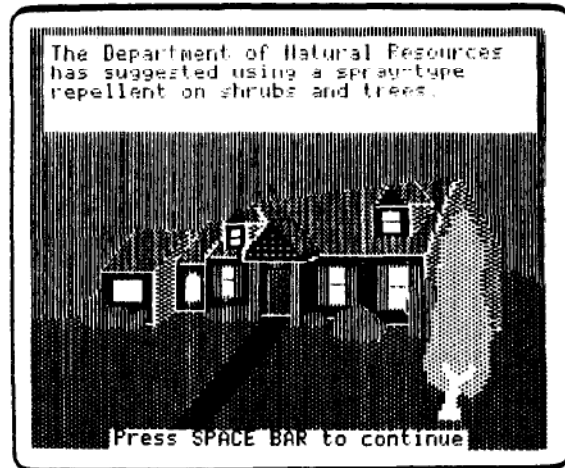 The Department of Natural Resources
has suggested using a spray-type
repellent on shrubs and trees.
Press SPACE BAR to continue